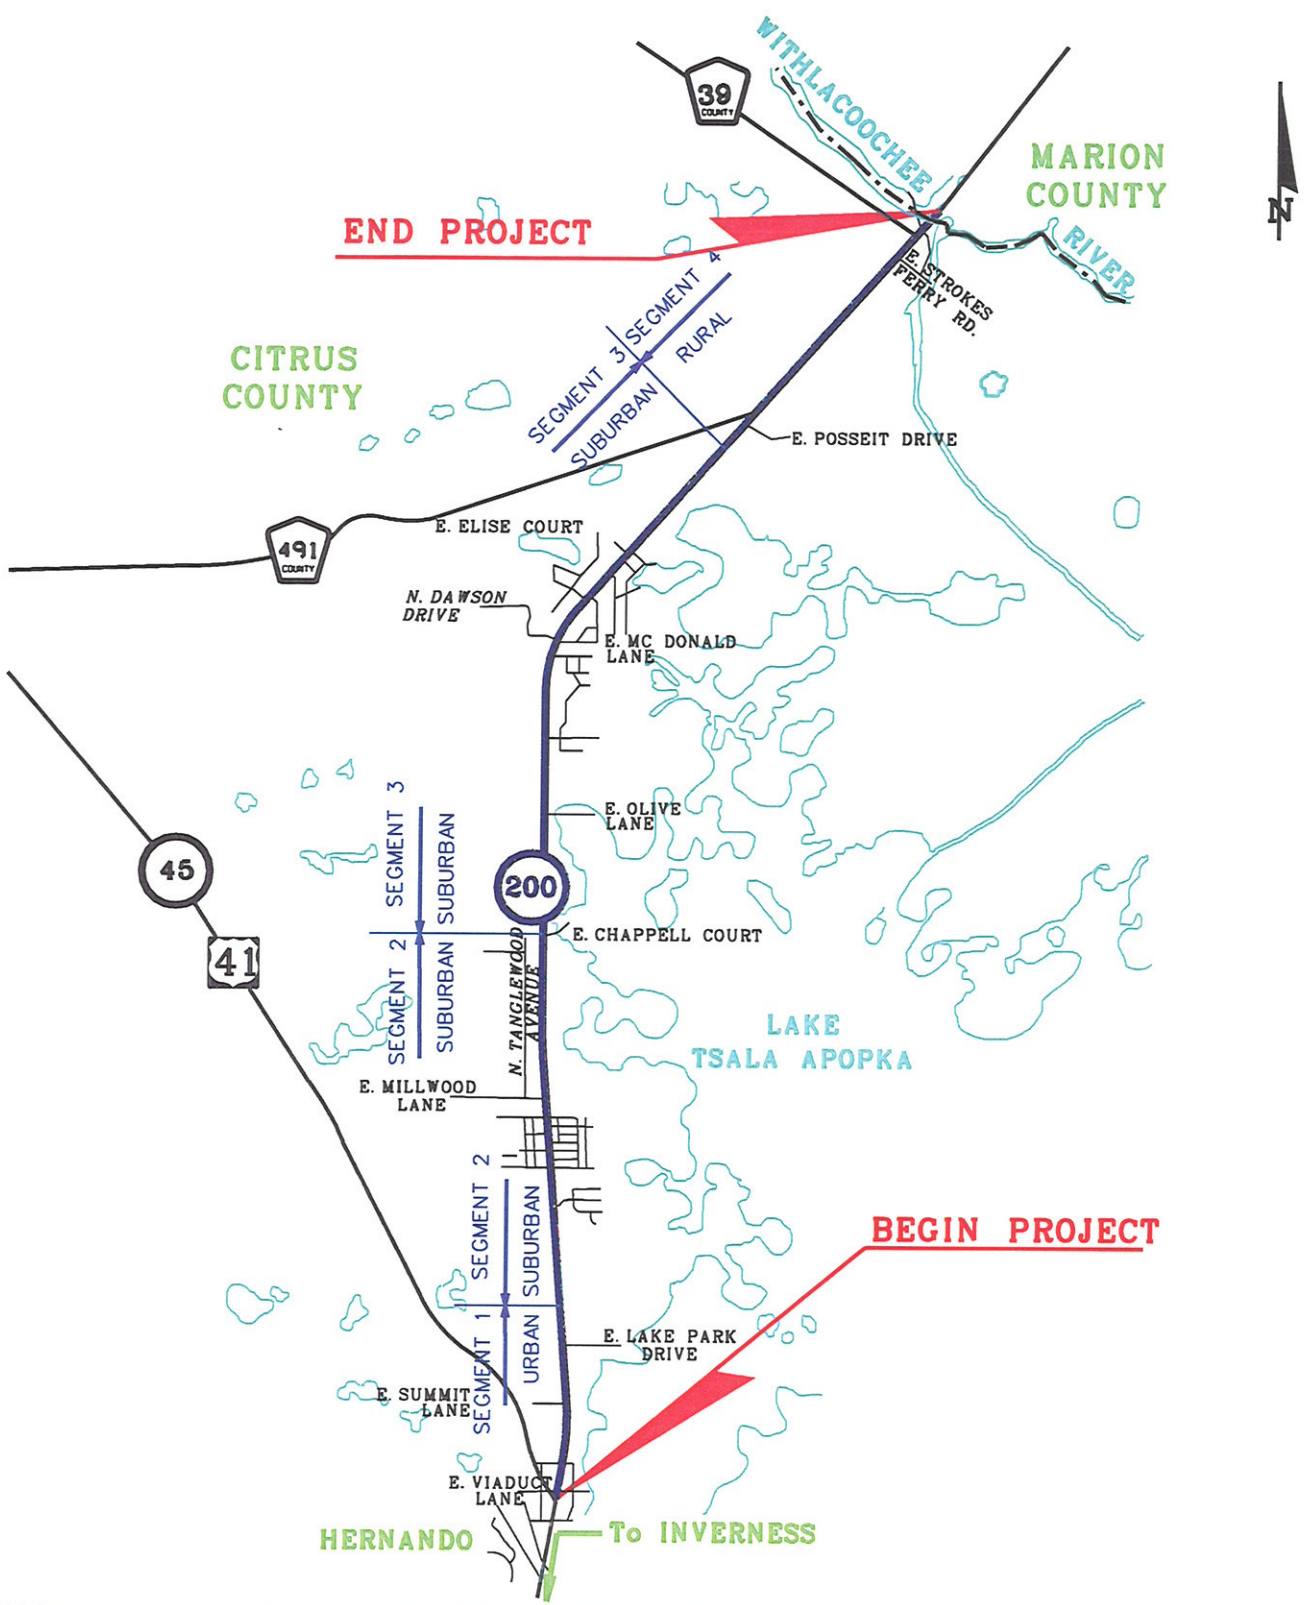 WITHLACOOCHEE
RIVER
39
COUNTY
MARION
COUNTY
N
END PROJECT
E. STROKES
FERRY RD.
SEGMENT 4
RURAL
SEGMENT 3
SUBURBAN
CITRUS
COUNTY
E. POSSEIT DRIVE
491
COUNTY
E. ELISE COURT
N. DAWSON
DRIVE
E. MC DONALD
LANE
E. OLIVE
LANE
SEGMENT 3
SUBURBAN
45
200
41
E. CHAPPELL COURT
SEGMENT 2
SUBURBAN
N. TANGLEWOOD
AVENUE
LAKE
TSALA APOPKA
E. MILLWOOD
LANE
SEGMENT 2
SUBURBAN
BEGIN PROJECT
SEGMENT 1
URBAN
E. LAKE PARK
DRIVE
E. SUMMIT
LANE
E. VIADUCT
LANE
HERNANDO
To INVERNESS